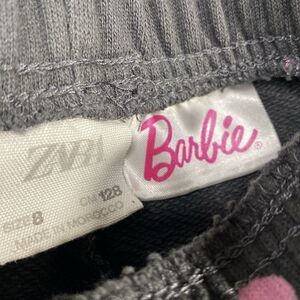 ZARA
SIZE 8
CM 128
MADE IN MOROCCO
Barbie